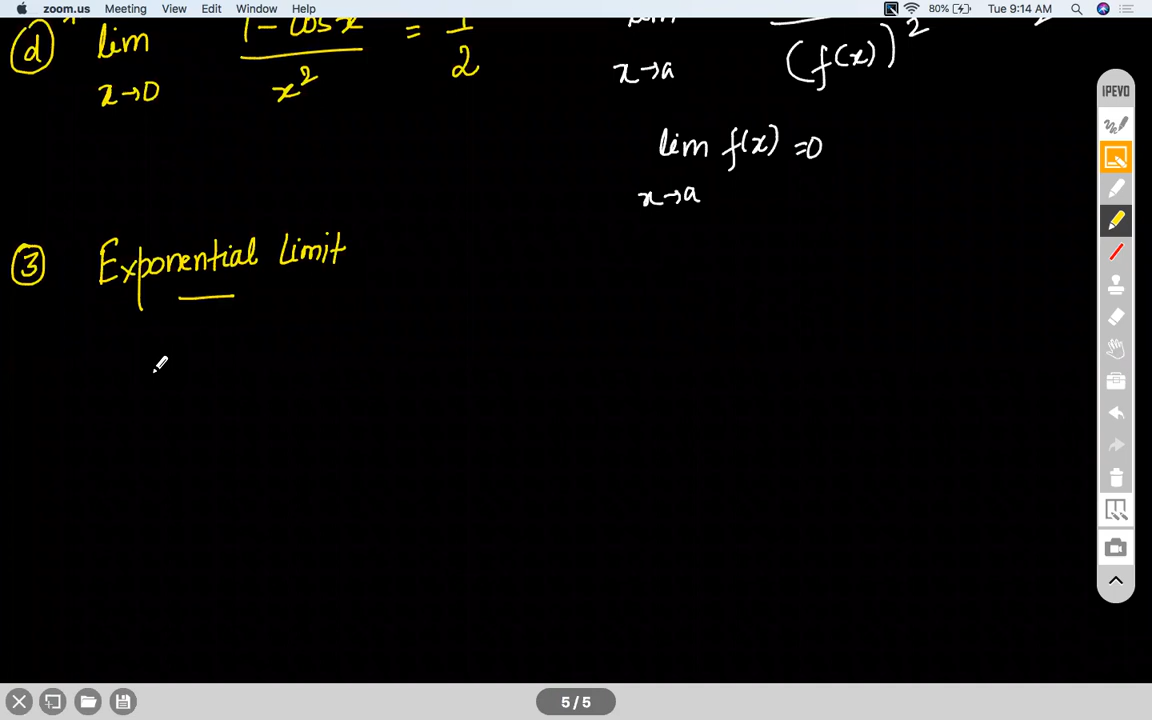 zoom.us Meeting View Edit Window Help 80% Tue 9:14 AM
(d) lim 1 - cos x / x² = 1 / 2
x→0
x→a (f(x))²
lim f(x) = 0
x→a
IPEVO
(3) Exponential Limit
5 / 5